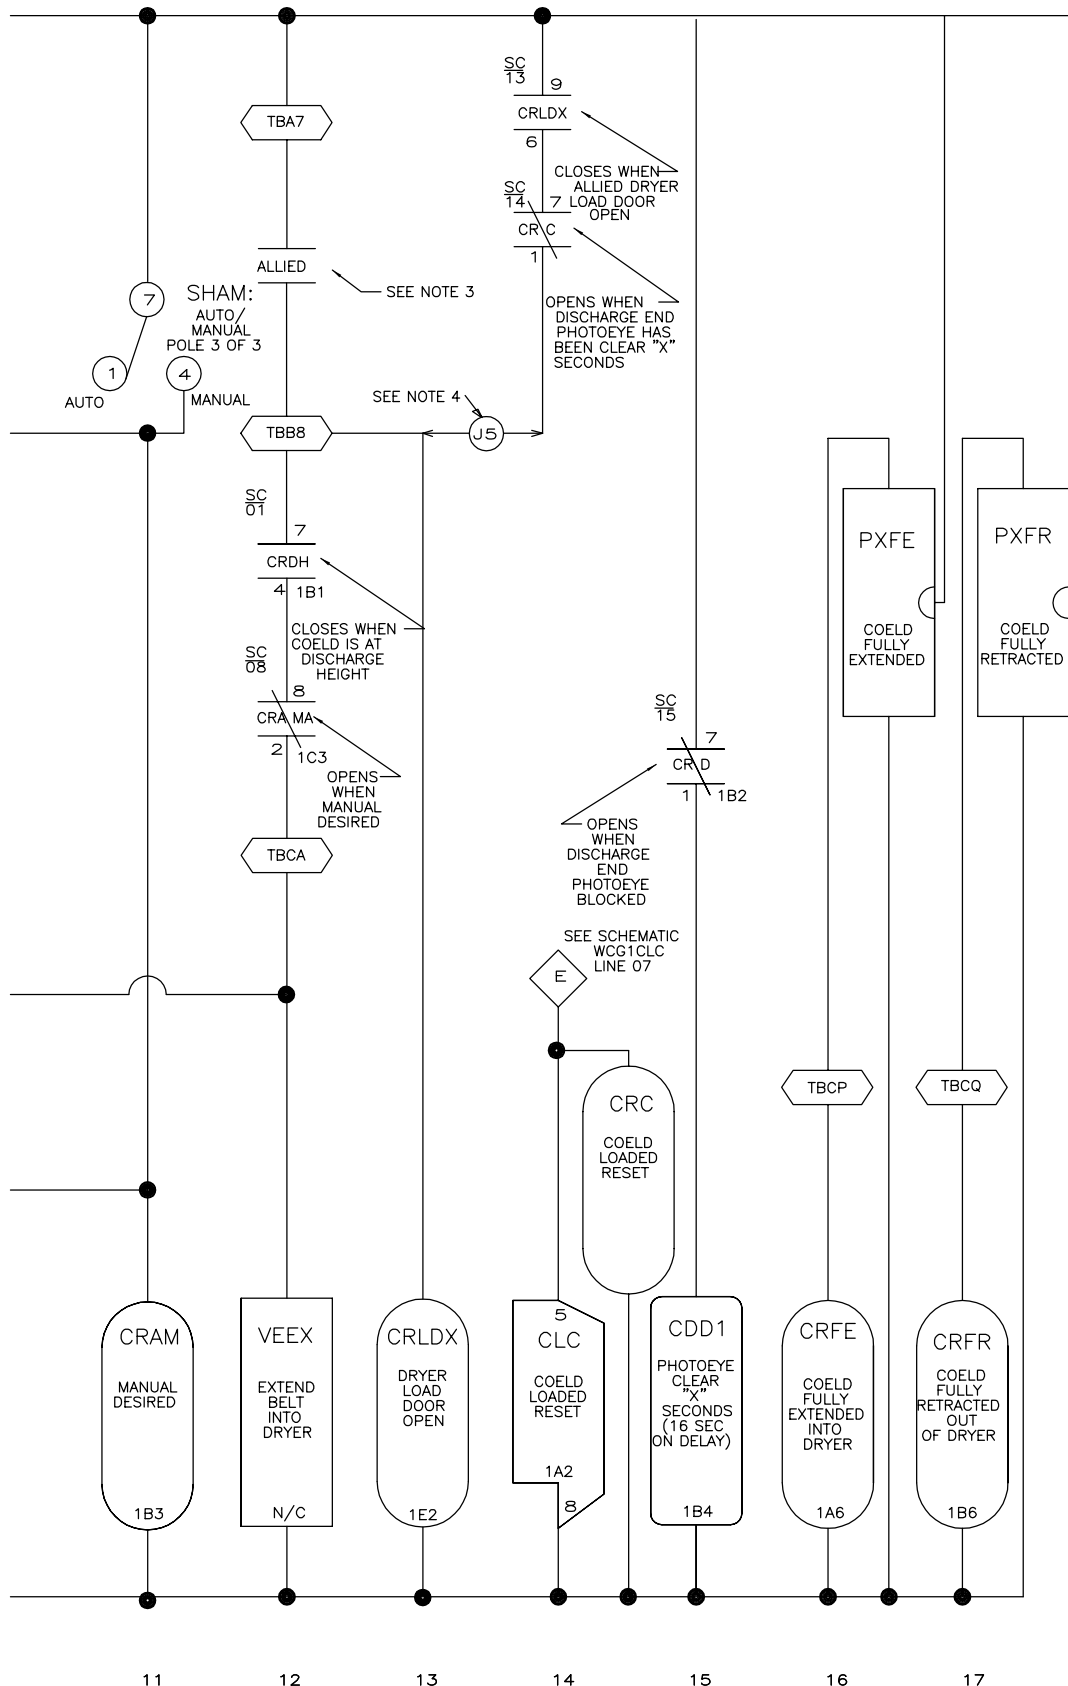 SC
13
9
CRLDX
6
CLOSES WHEN
ALLIED DRYER
LOAD DOOR
OPEN
TBA7
SC
14
7
CR C
1
ALLIED
SEE NOTE 3
OPENS WHEN
DISCHARGE END
PHOTOEYE HAS
BEEN CLEAR "X"
SECONDS
7
SHAM:
AUTO/
MANUAL
POLE 3 OF 3
1
4
AUTO
MANUAL
SEE NOTE 4
TBB8
J5
SC
01
7
CRDH
4
1B1
CLOSES WHEN
COELD IS AT
DISCHARGE
HEIGHT
SC
08
8
CRA MA
2
1C3
OPENS
WHEN
MANUAL
DESIRED
TBCA
PXFE
COELD
FULLY
EXTENDED
PXFR
COELD
FULLY
RETRACTED
SC
15
7
CR D
1
1B2
OPENS
WHEN
DISCHARGE
END
PHOTOEYE
BLOCKED
SEE SCHEMATIC
WCG1CLC
LINE 07
E
TBCP
TBCQ
CRC
COELD
LOADED
RESET
CRAM
MANUAL
DESIRED
1B3
VEEX
EXTEND
BELT
INTO
DRYER
N/C
CRLDX
DRYER
LOAD
DOOR
OPEN
1E2
5
CLC
COELD
LOADED
RESET
1A2
8
CDD1
PHOTOEYE
CLEAR
"X"
SECONDS
(16 SEC
ON DELAY)
1B4
CRFE
COELD
FULLY
EXTENDED
INTO
DRYER
1A6
CRFR
COELD
FULLY
RETRACTED
OUT
OF DRYER
1B6
11 12 13 14 15 16 17